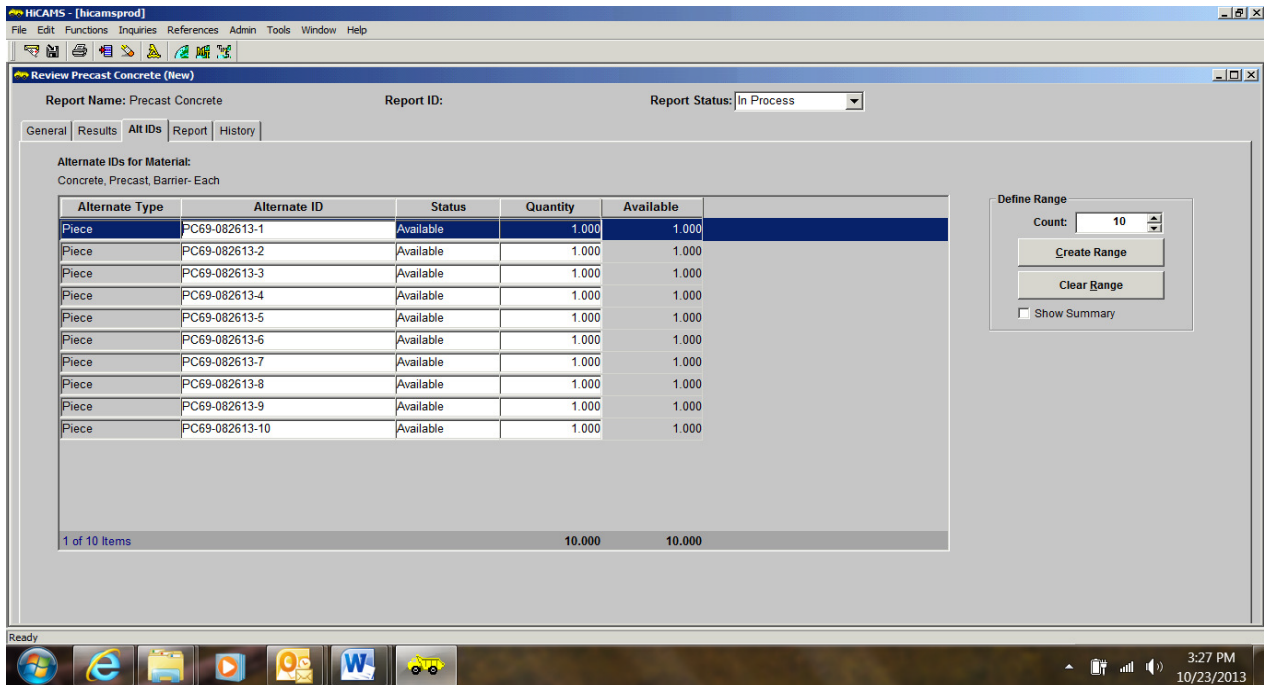 HiCAMS - [hicamsprod]
File Edit Functions Inquiries References Admin Tools Window Help
Review Precast Concrete (New)
Report Name: Precast Concrete Report ID: Report Status: In Process
General Results Alt IDs Report History
Alternate IDs for Material:
Concrete, Precast, Barrier- Each
Alternate Type Alternate ID Status Quantity Available
Piece PC69-082613-1 Available 1.000 1.000
Piece PC69-082613-2 Available 1.000 1.000
Piece PC69-082613-3 Available 1.000 1.000
Piece PC69-082613-4 Available 1.000 1.000
Piece PC69-082613-5 Available 1.000 1.000
Piece PC69-082613-6 Available 1.000 1.000
Piece PC69-082613-7 Available 1.000 1.000
Piece PC69-082613-8 Available 1.000 1.000
Piece PC69-082613-9 Available 1.000 1.000
Piece PC69-082613-10 Available 1.000 1.000
1 of 10 Items 10.000 10.000
Define Range
Count: 10
Create Range
Clear Range
Show Summary
Ready
3:27 PM
10/23/2013